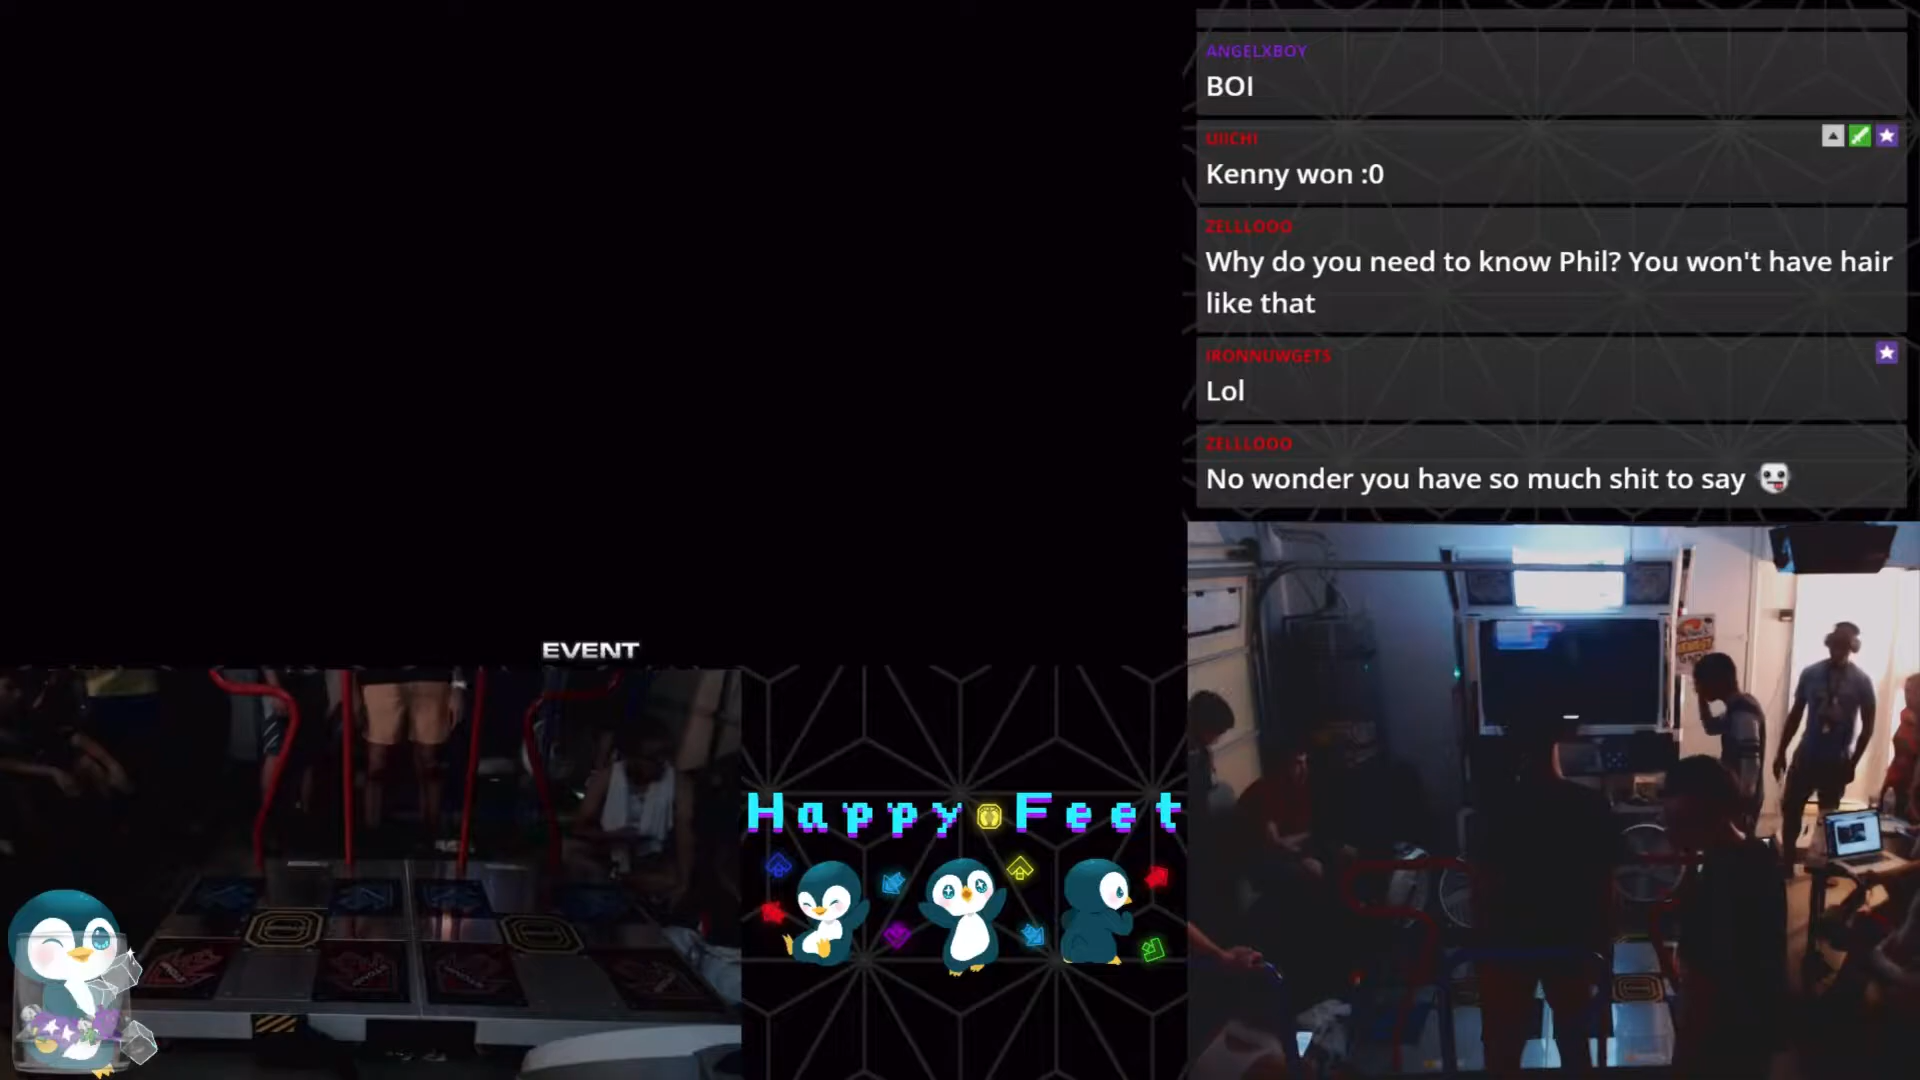 ANGELXBOY
BOI
UIICHI
Kenny won :0
ZELLLOOO
Why do you need to know Phil? You won't have hair
like that
IRONNUWGETS
Lol
ZELLLOOO
No wonder you have so much shit to say
EVENT
Happy Feet